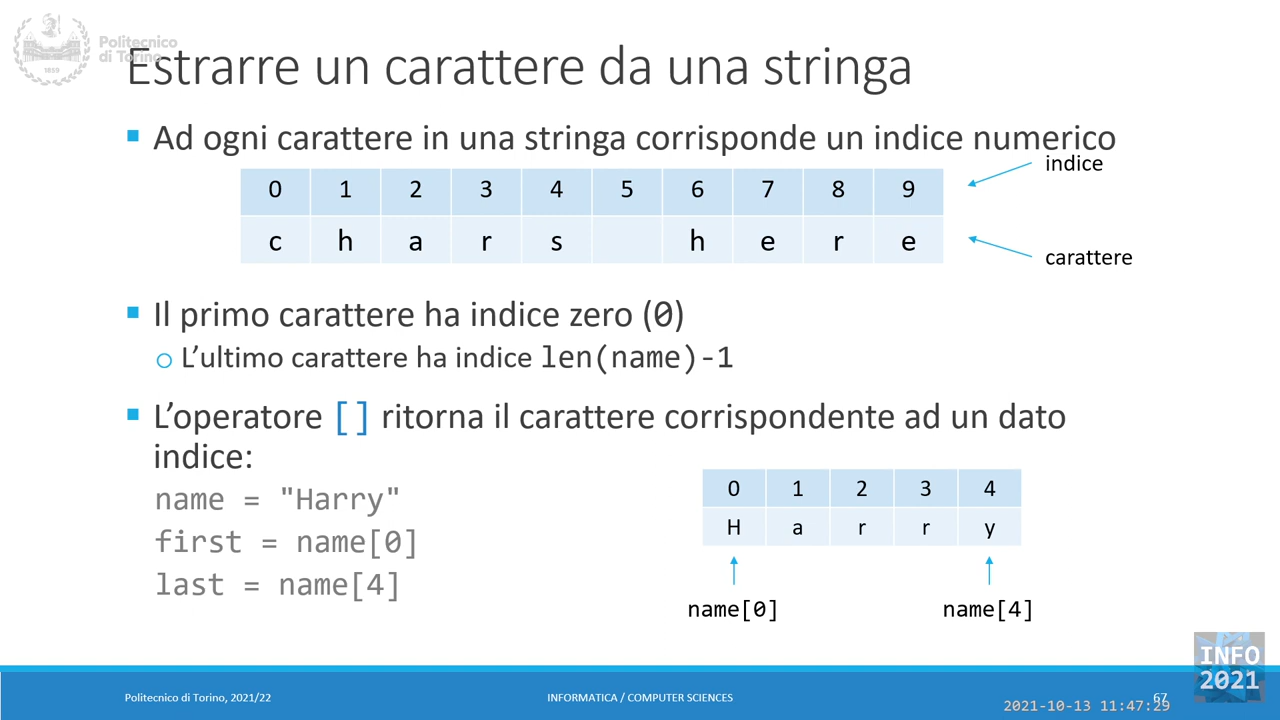 Politecnico
di Torino
1859
Estrarre un carattere da una stringa
Ad ogni carattere in una stringa corrisponde un indice numerico
indice
0 1 2 3 4 5 6 7 8 9
c h a r s h e r e
carattere
Il primo carattere ha indice zero (0)
L'ultimo carattere ha indice len(name)-1
L'operatore [] ritorna il carattere corrispondente ad un dato
indice:
name = "Harry"
first = name[0]
last = name[4]
0 1 2 3 4
H a r r y
name[0] name[4]
INFO
2021
Politecnico di Torino, 2021/22
INFORMATICA / COMPUTER SCIENCES
67
2021-10-13 11:47:29